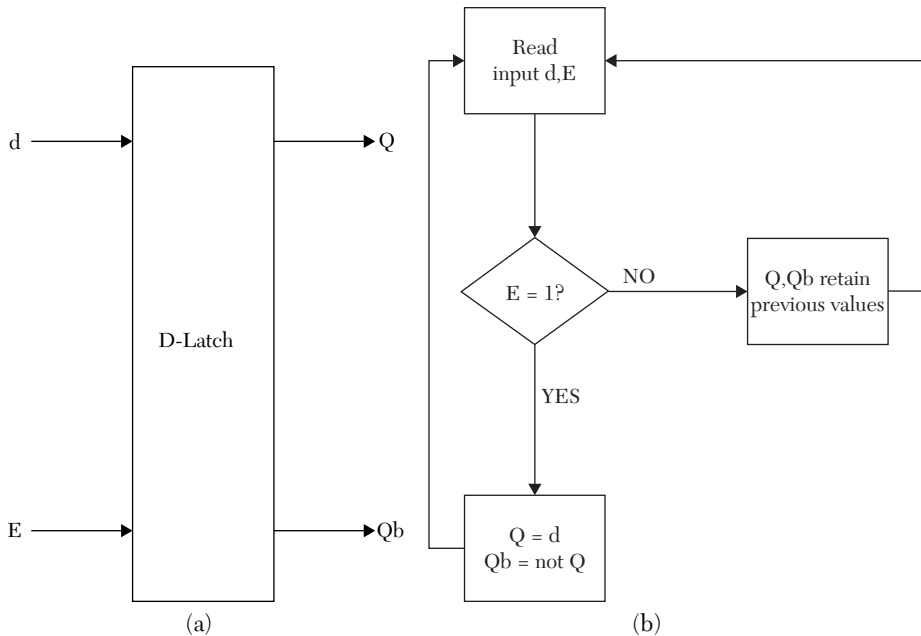 d
E
D-Latch
Q
Qb
(a)
Read
input d,E
E = 1?
NO
Q,Qb retain
previous values
YES
Q = d
Qb = not Q
(b)